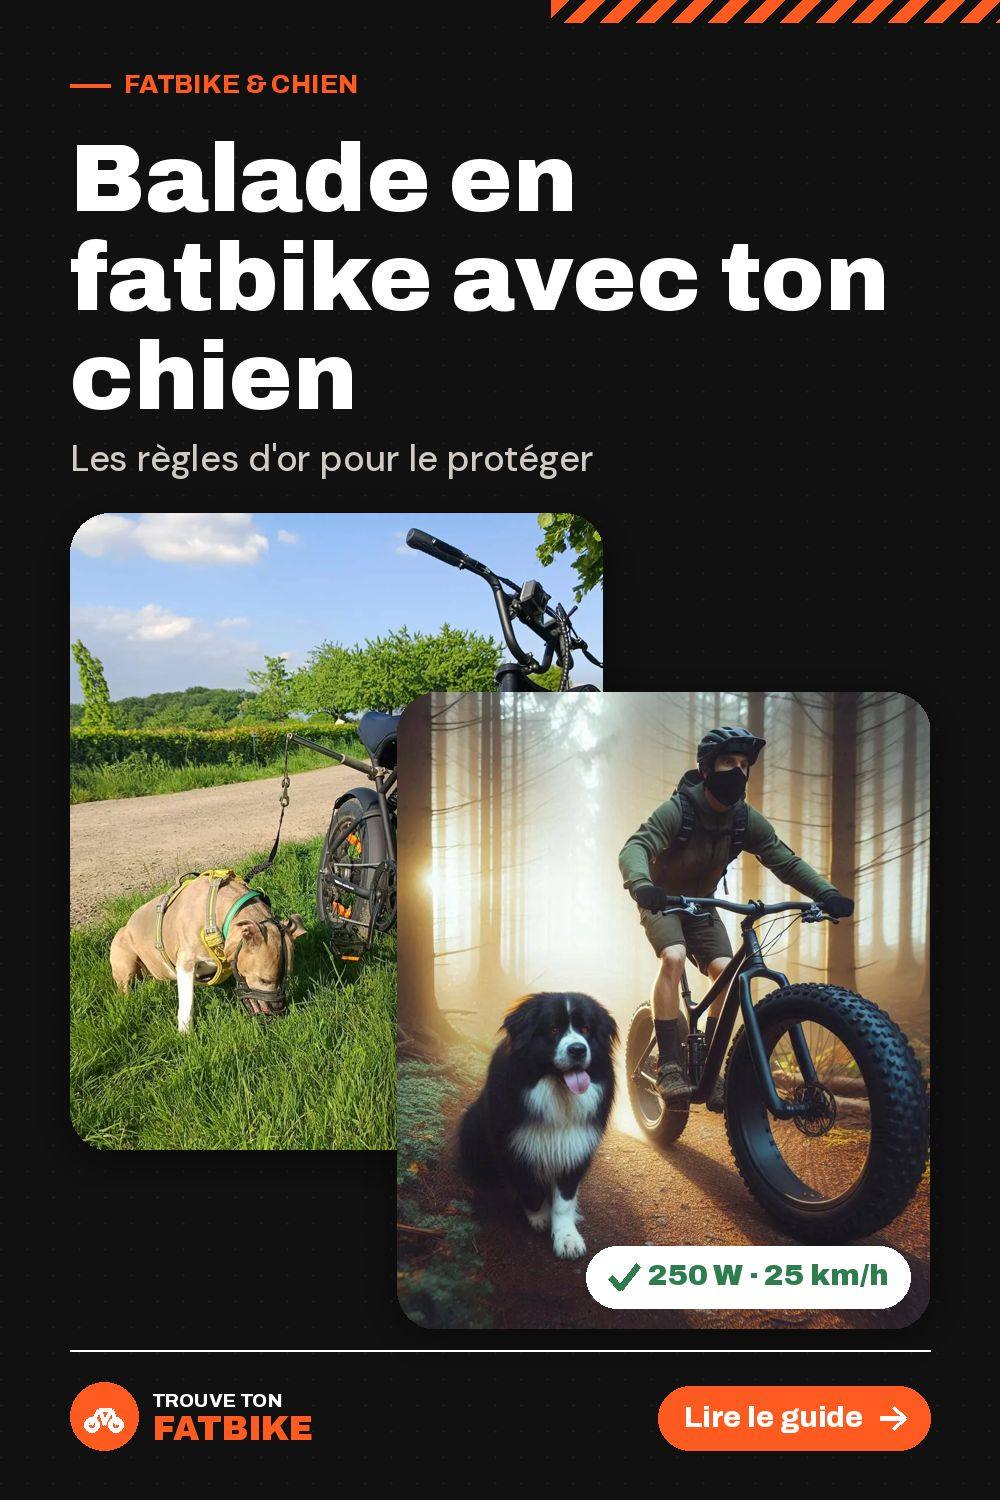 FATBIKE & CHIEN
Balade en
fatbike avec ton
chien
Les règles d'or pour le protéger
250 W · 25 km/h
TROUVE TON
FATBIKE
Lire le guide